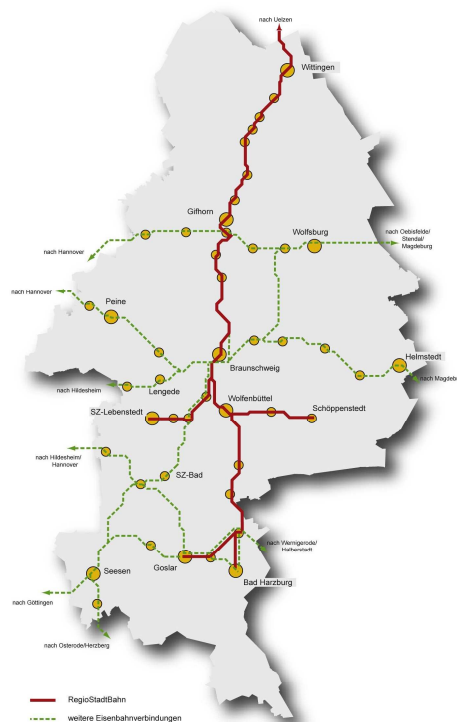 nach Uelzen
Wittingen
Gifhorn
Wolfsburg
nach Oebisfelde/
Stendal/
Magdeburg
nach Hannover
nach Hannover
Peine
Helmstedt
Braunschweig
nach Magdebu
nach Hildesheim
Lengede
SZ-Lebenstedt
Wolfenbüttel
Schöppenstedt
nach Hildesheim/
Hannover
SZ-Bad
nach Wernigerode/
Halberstadt
Goslar
Seesen
Bad Harzburg
nach Göttingen
nach Osterode/Herzberg
RegioStadtBahn
weitere Eisenbahnverbindungen